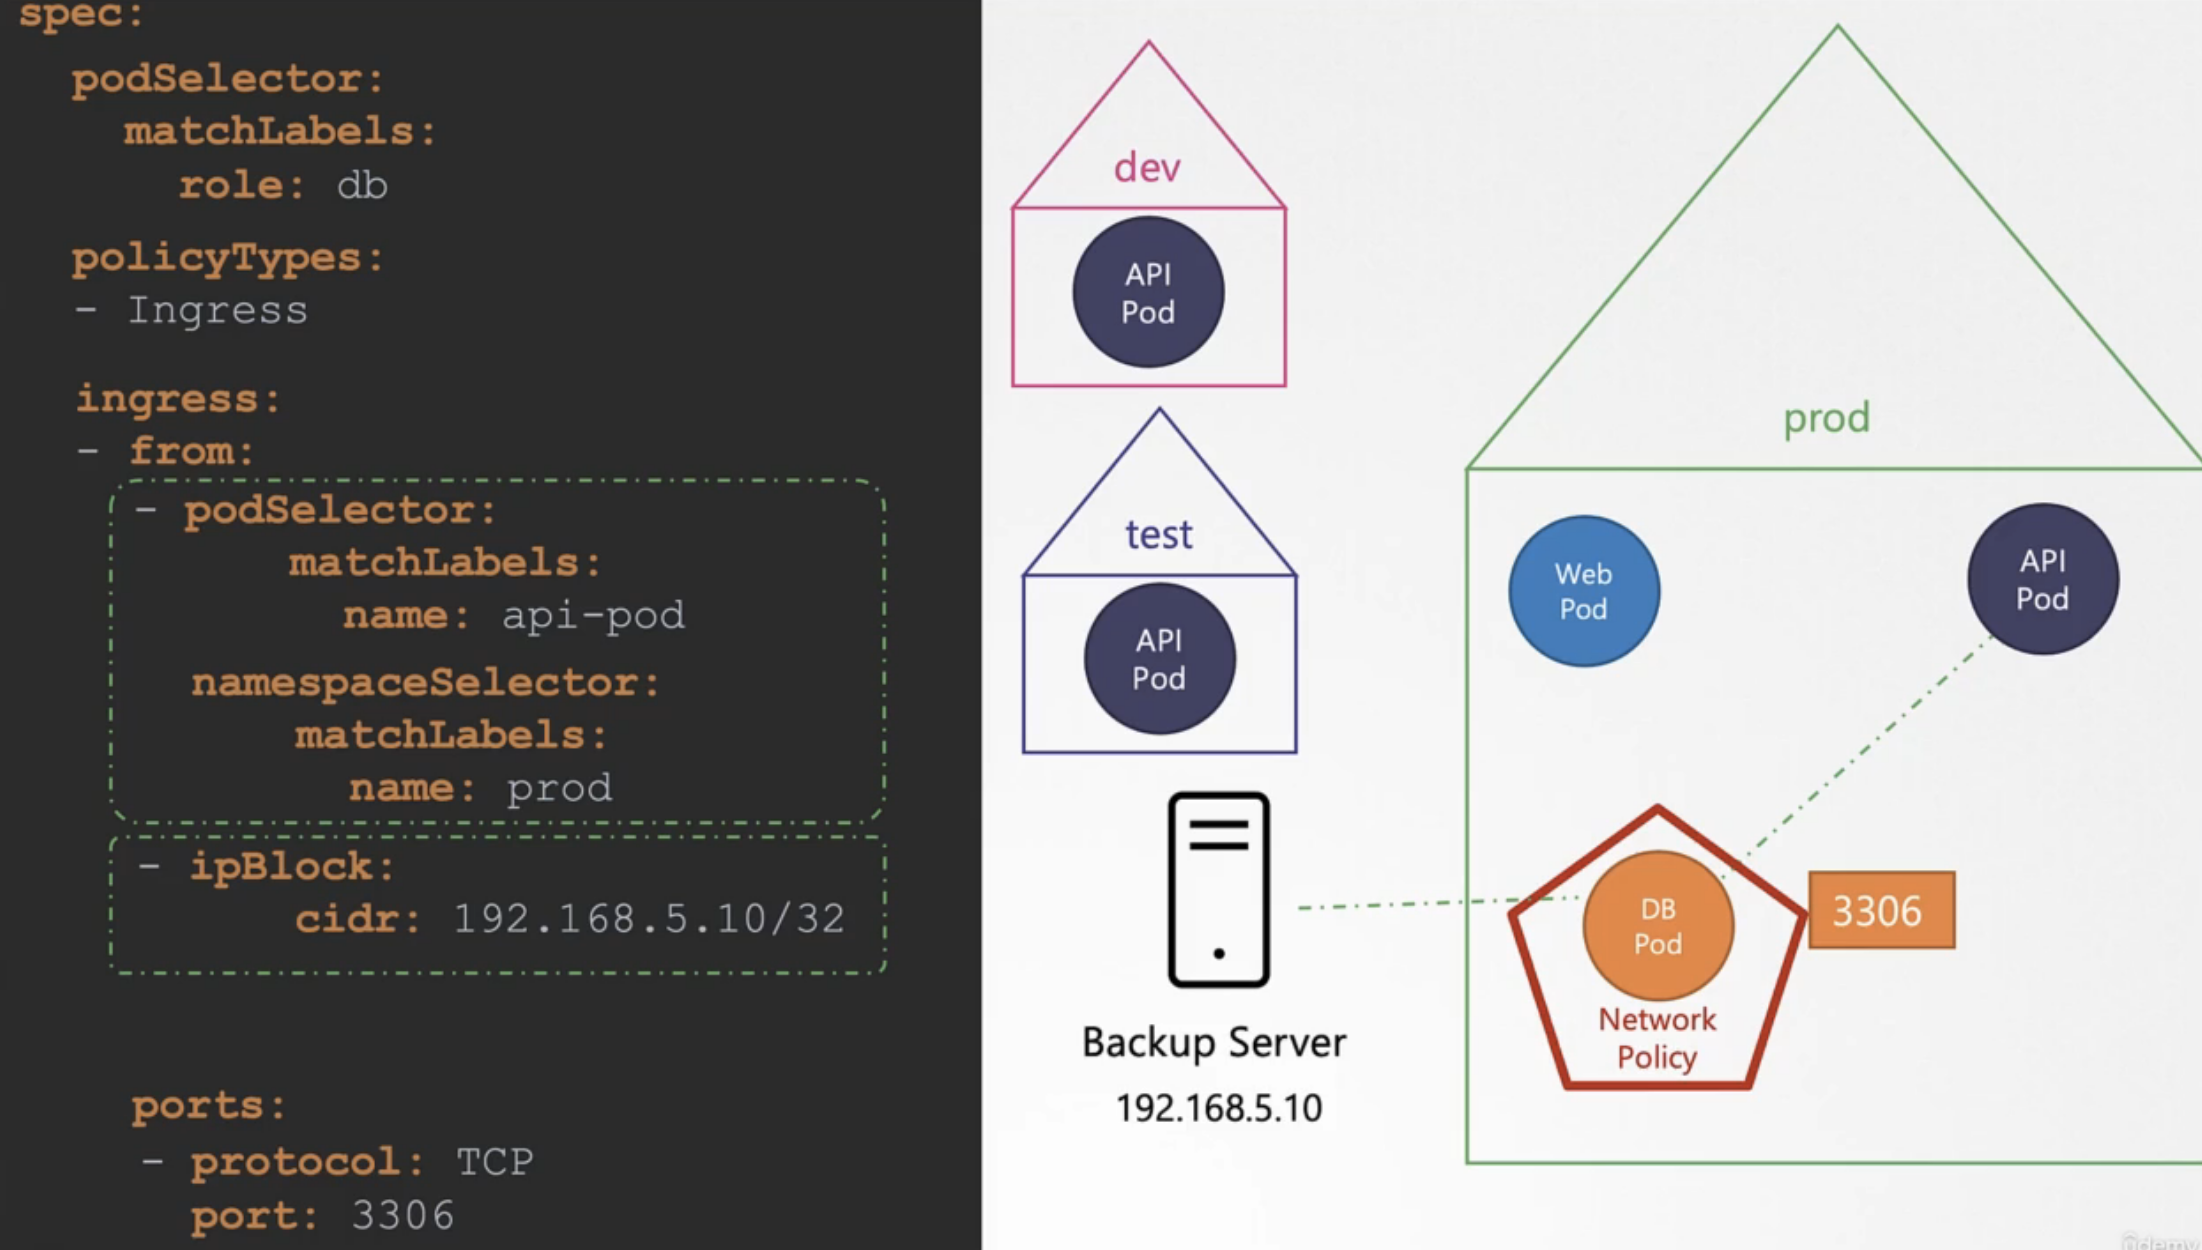 spec:
podSelector:
matchLabels:
role: db
policyTypes:
- Ingress
ingress:
- from:
- podSelector:
matchLabels:
name: api-pod
namespaceSelector:
matchLabels:
name: prod
- ipBlock:
cidr: 192.168.5.10/32
ports:
- protocol: TCP
port: 3306
dev
API
Pod
test
API
Pod
Backup Server
192.168.5.10
prod
Web
Pod
API
Pod
DB
Pod
3306
Network
Policy
udemy